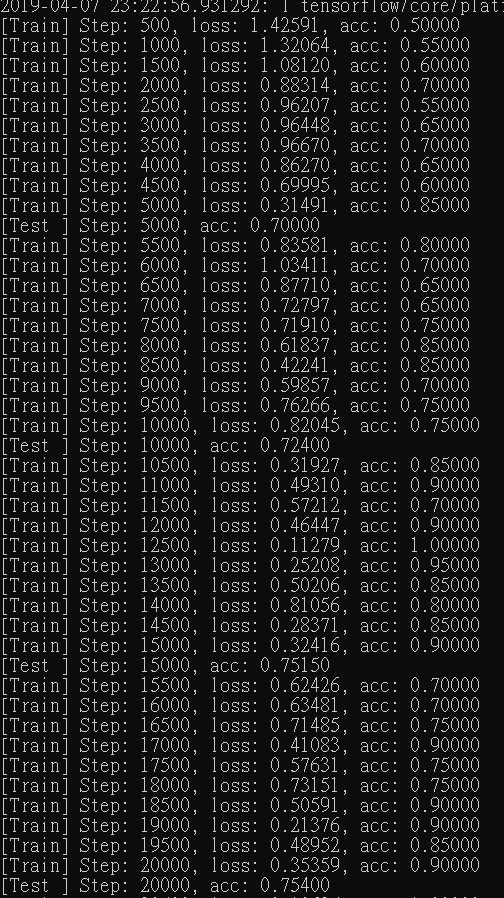 2019-04-07 23:22:56.931292: I tensorflow/core/platf
[Train] Step: 500, loss: 1.42591, acc: 0.50000
[Train] Step: 1000, loss: 1.32064, acc: 0.55000
[Train] Step: 1500, loss: 1.08120, acc: 0.60000
[Train] Step: 2000, loss: 0.88314, acc: 0.70000
[Train] Step: 2500, loss: 0.96207, acc: 0.55000
[Train] Step: 3000, loss: 0.96448, acc: 0.65000
[Train] Step: 3500, loss: 0.96670, acc: 0.70000
[Train] Step: 4000, loss: 0.86270, acc: 0.65000
[Train] Step: 4500, loss: 0.69995, acc: 0.60000
[Train] Step: 5000, loss: 0.31491, acc: 0.85000
[Test ] Step: 5000, acc: 0.70000
[Train] Step: 5500, loss: 0.83581, acc: 0.80000
[Train] Step: 6000, loss: 1.03411, acc: 0.70000
[Train] Step: 6500, loss: 0.87710, acc: 0.65000
[Train] Step: 7000, loss: 0.72797, acc: 0.65000
[Train] Step: 7500, loss: 0.71910, acc: 0.75000
[Train] Step: 8000, loss: 0.61837, acc: 0.85000
[Train] Step: 8500, loss: 0.42241, acc: 0.85000
[Train] Step: 9000, loss: 0.59857, acc: 0.70000
[Train] Step: 9500, loss: 0.76266, acc: 0.75000
[Train] Step: 10000, loss: 0.82045, acc: 0.75000
[Test ] Step: 10000, acc: 0.72400
[Train] Step: 10500, loss: 0.31927, acc: 0.85000
[Train] Step: 11000, loss: 0.49310, acc: 0.90000
[Train] Step: 11500, loss: 0.57212, acc: 0.70000
[Train] Step: 12000, loss: 0.46447, acc: 0.90000
[Train] Step: 12500, loss: 0.11279, acc: 1.00000
[Train] Step: 13000, loss: 0.25208, acc: 0.95000
[Train] Step: 13500, loss: 0.50206, acc: 0.85000
[Train] Step: 14000, loss: 0.81056, acc: 0.80000
[Train] Step: 14500, loss: 0.28371, acc: 0.85000
[Train] Step: 15000, loss: 0.32416, acc: 0.90000
[Test ] Step: 15000, acc: 0.75150
[Train] Step: 15500, loss: 0.62426, acc: 0.70000
[Train] Step: 16000, loss: 0.63481, acc: 0.70000
[Train] Step: 16500, loss: 0.71485, acc: 0.75000
[Train] Step: 17000, loss: 0.41083, acc: 0.90000
[Train] Step: 17500, loss: 0.57631, acc: 0.75000
[Train] Step: 18000, loss: 0.73151, acc: 0.75000
[Train] Step: 18500, loss: 0.50591, acc: 0.90000
[Train] Step: 19000, loss: 0.21376, acc: 0.90000
[Train] Step: 19500, loss: 0.48952, acc: 0.85000
[Train] Step: 20000, loss: 0.35359, acc: 0.90000
[Test ] Step: 20000, acc: 0.75400